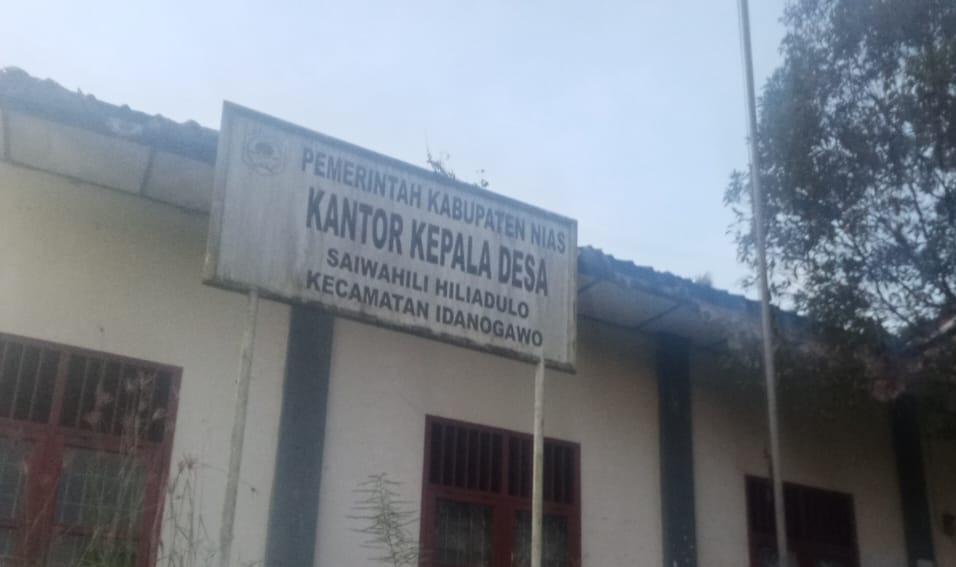 PEMERINTAH KABUPATEN NIAS
KANTOR KEPALA DESA
SAIWAHILI HILIADULO
KECAMATAN IDANOGAWO